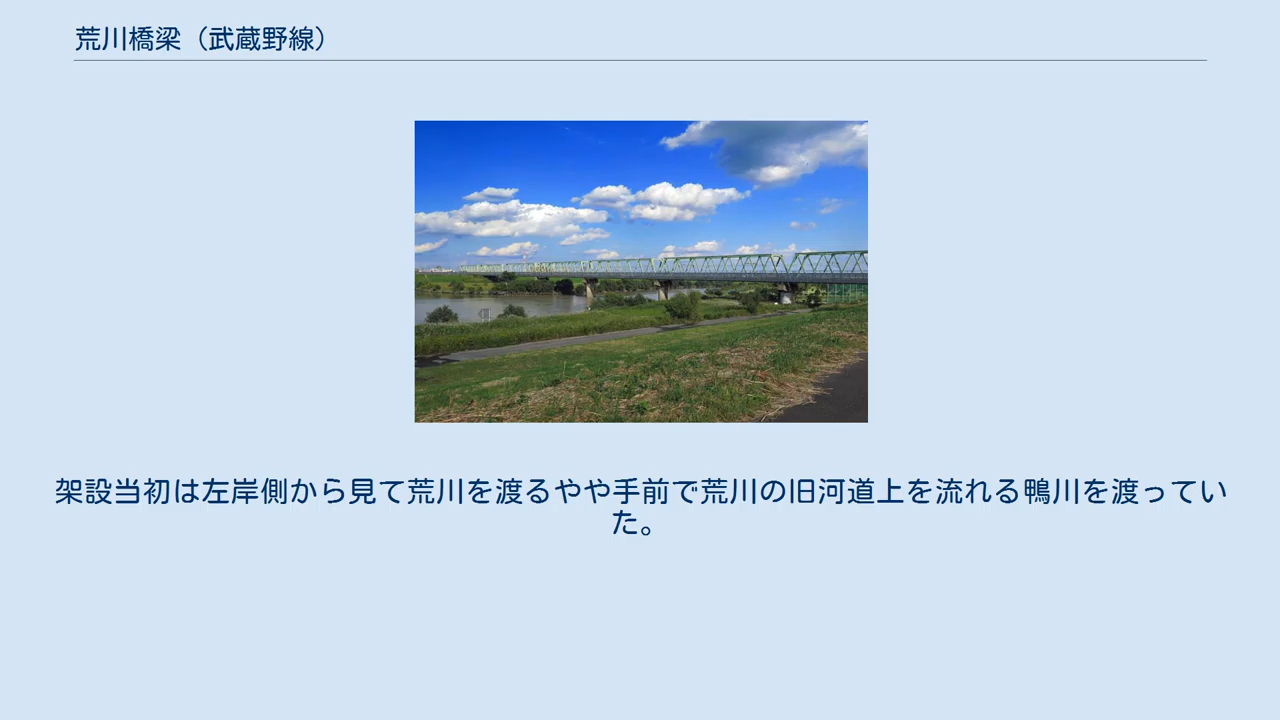 荒川橋梁（武蔵野線）
架設当初は左岸側から見て荒川を渡るやや手前で荒川の旧河道上を流れる鴨川を渡ってい
た。